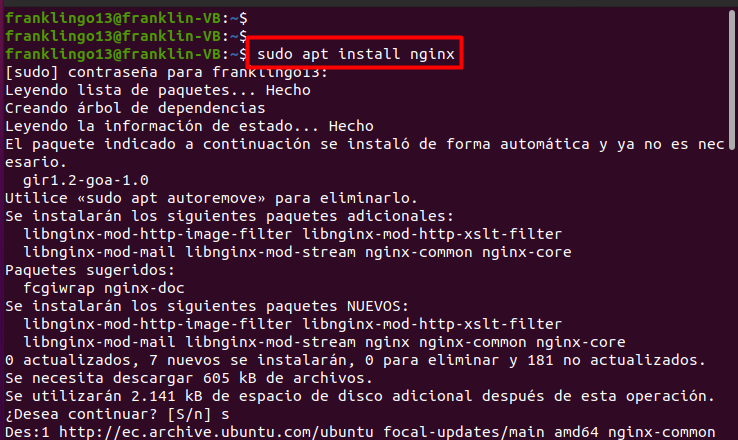 franklingo13@franklin-VB:~$
franklingo13@franklin-VB:~$
franklingo13@franklin-VB:~$ sudo apt install nginx
[sudo] contraseña para franklingo13:
Leyendo lista de paquetes... Hecho
Creando árbol de dependencias
Leyendo la información de estado... Hecho
El paquete indicado a continuación se instaló de forma automática y ya no es nec
esario.
  gir1.2-goa-1.0
Utilice «sudo apt autoremove» para eliminarlo.
Se instalarán los siguientes paquetes adicionales:
  libnginx-mod-http-image-filter libnginx-mod-http-xslt-filter
  libnginx-mod-mail libnginx-mod-stream nginx-common nginx-core
Paquetes sugeridos:
  fcgiwrap nginx-doc
Se instalarán los siguientes paquetes NUEVOS:
  libnginx-mod-http-image-filter libnginx-mod-http-xslt-filter
  libnginx-mod-mail libnginx-mod-stream nginx nginx-common nginx-core
0 actualizados, 7 nuevos se instalarán, 0 para eliminar y 181 no actualizados.
Se necesita descargar 605 kB de archivos.
Se utilizarán 2.141 kB de espacio de disco adicional después de esta operación.
¿Desea continuar? [S/n] s
Des:1 http://ec.archive.ubuntu.com/ubuntu focal-updates/main amd64 nginx-common